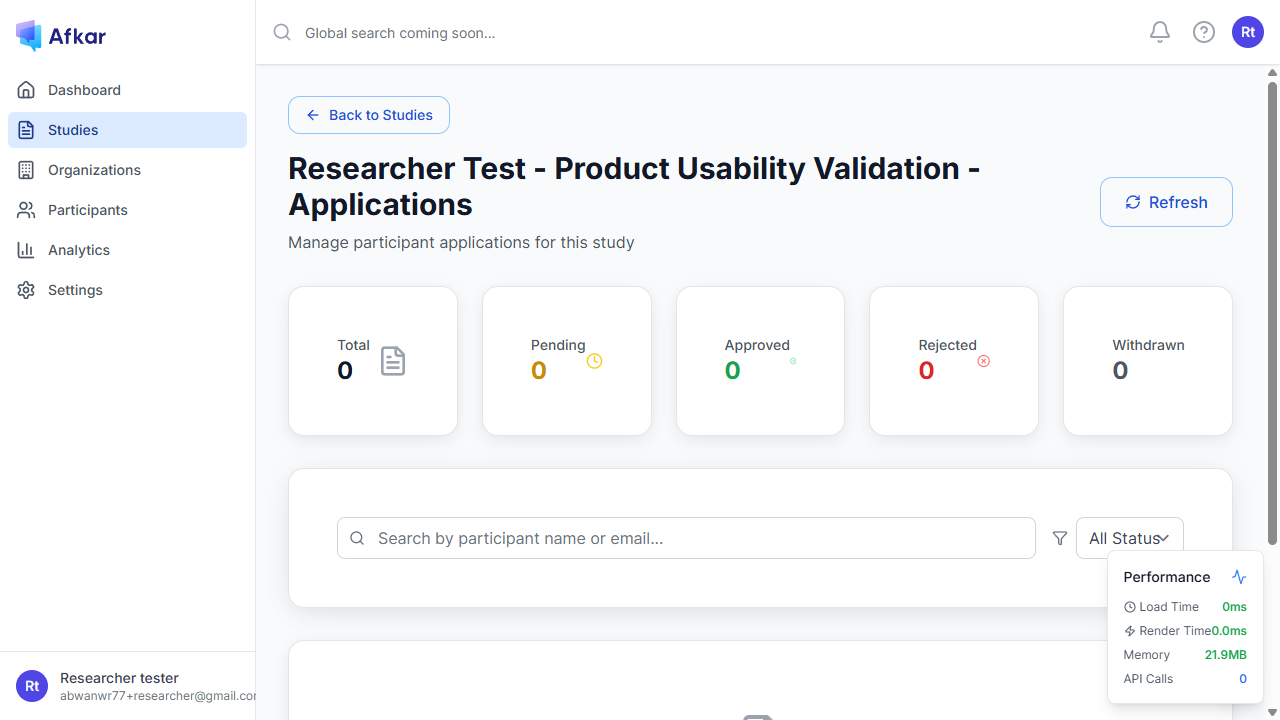 Afkar
Global search coming soon...
Rt
Dashboard
Studies
Organizations
Participants
Analytics
Settings
Back to Studies
Researcher Test - Product Usability Validation -
Applications
Manage participant applications for this study
Refresh
Total
0
Pending
0
Approved
0
Rejected
0
Withdrawn
0
Search by participant name or email...
All Status
Performance
Load Time 0ms
Render Time 0.0ms
Memory 21.9MB
API Calls 0
Rt
Researcher tester
abwanwr77+researcher@gmail.com